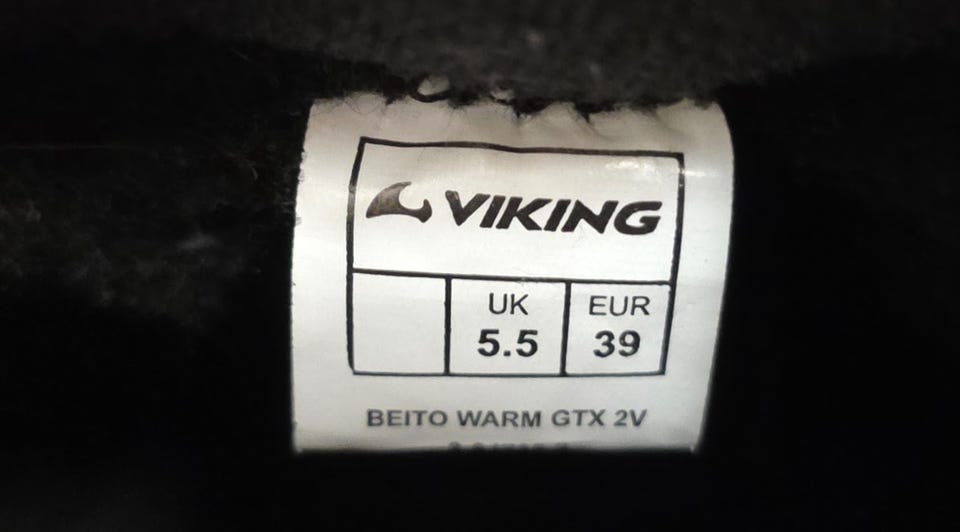 VIKING
UK EUR
5.5 39
BEITO WARM GTX 2V